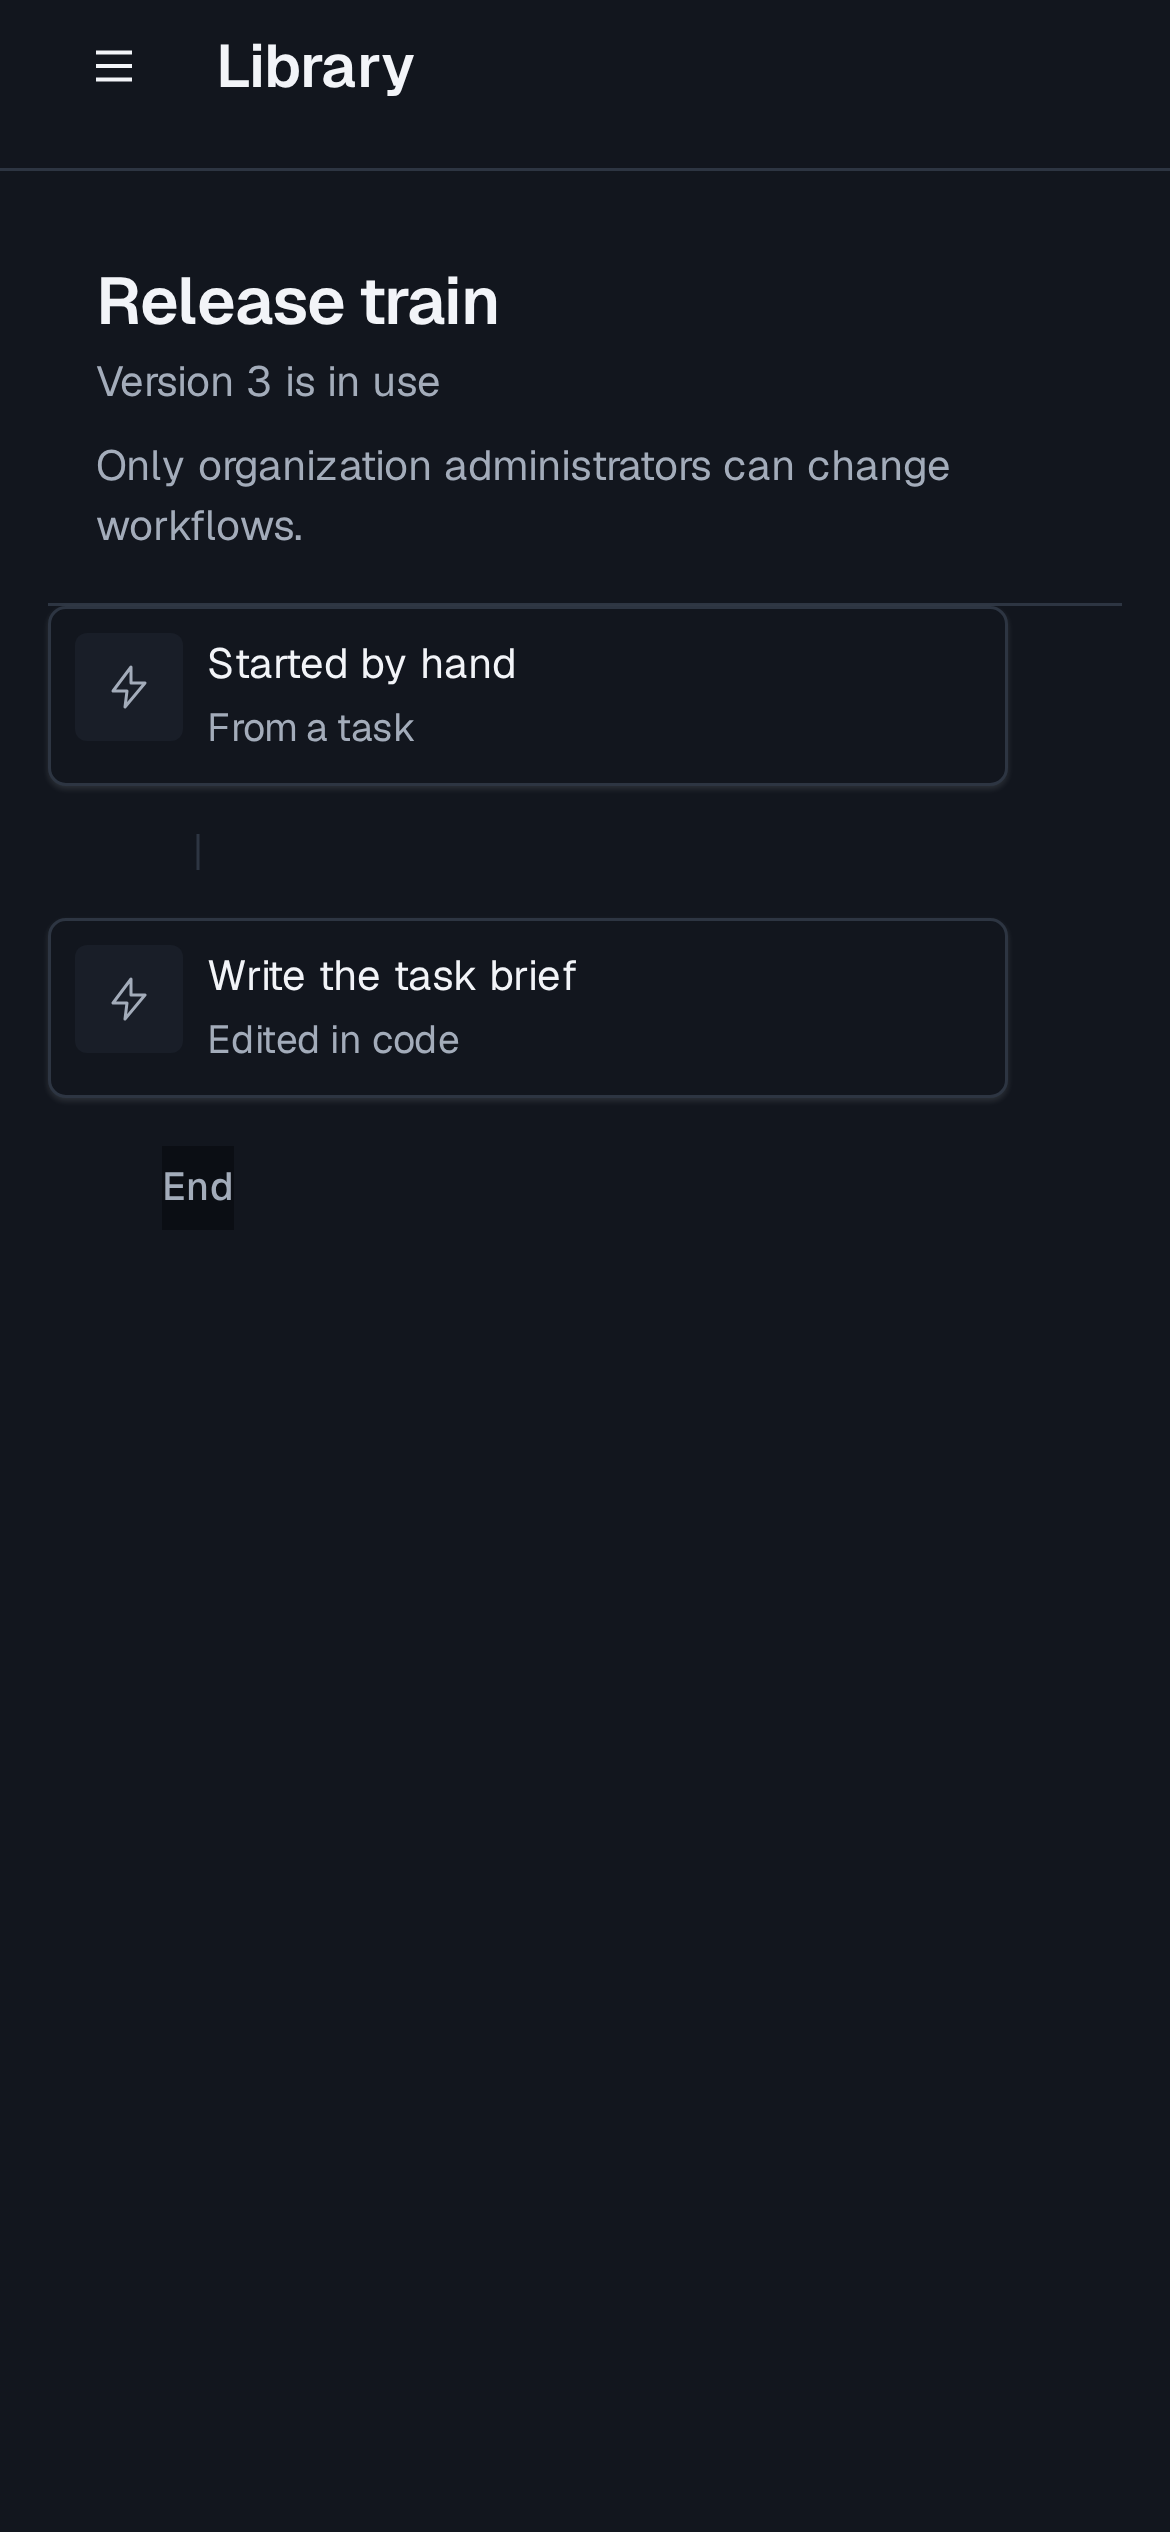 Library
Release train
Version 3 is in use
Only organization administrators can change
workflows.
Started by hand
From a task
Write the task brief
Edited in code
End